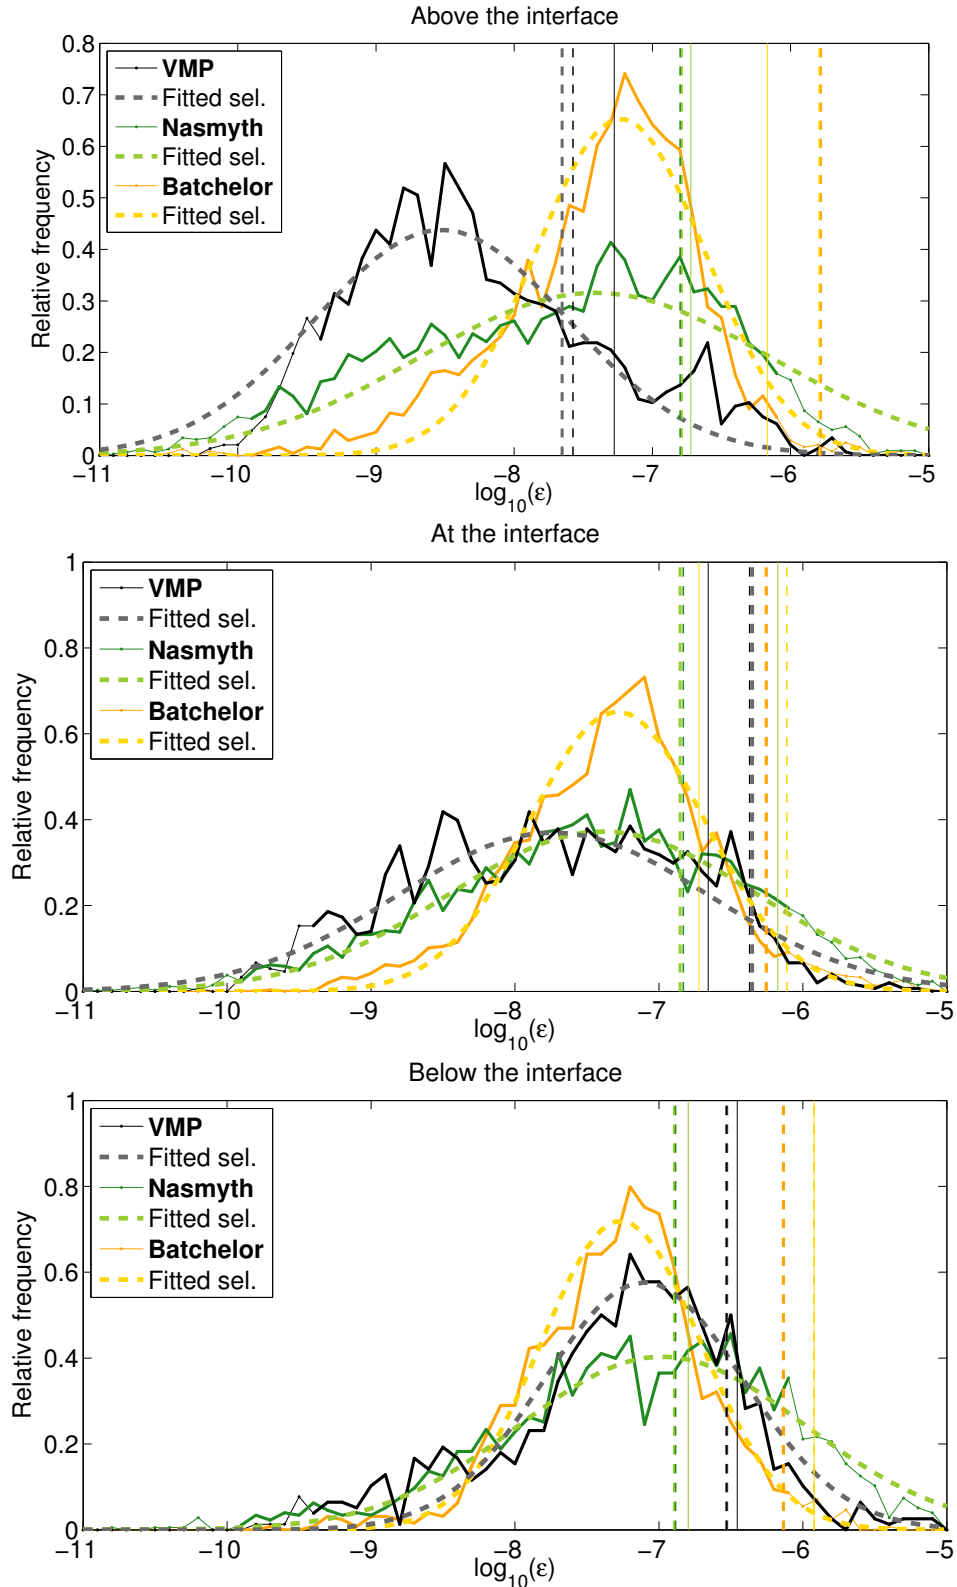 Above the interface
0.8
0.7
0.6
0.5
0.4
0.3
0.2
0.1
0
Relative frequency
VMP
Fitted sel.
Nasmyth
Fitted sel.
Batchelor
Fitted sel.
−11 −10 −9 −8 −7 −6 −5
log10(ε)
At the interface
1
0.8
0.6
0.4
0.2
0
Relative frequency
VMP
Fitted sel.
Nasmyth
Fitted sel.
Batchelor
Fitted sel.
−11 −10 −9 −8 −7 −6 −5
log10(ε)
Below the interface
1
0.8
0.6
0.4
0.2
0
Relative frequency
VMP
Fitted sel.
Nasmyth
Fitted sel.
Batchelor
Fitted sel.
−11 −10 −9 −8 −7 −6 −5
log10(ε)